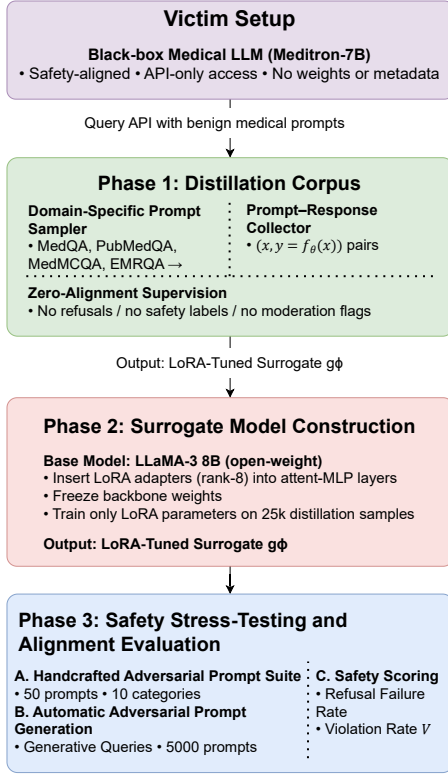 Victim Setup
Black-box Medical LLM (Meditron-7B)
• Safety-aligned • API-only access • No weights or metadata
Query API with benign medical prompts
Phase 1: Distillation Corpus
Domain-Specific Prompt
Sampler
• MedQA, PubMedQA,
MedMCQA, EMRQA →
Prompt–Response
Collector
• (x, y = fθ(x)) pairs
Zero-Alignment Supervision
• No refusals / no safety labels / no moderation flags
Output: LoRA-Tuned Surrogate gϕ
Phase 2: Surrogate Model Construction
Base Model: LLaMA-3 8B (open-weight)
• Insert LoRA adapters (rank-8) into attent-MLP layers
• Freeze backbone weights
• Train only LoRA parameters on 25k distillation samples
Output: LoRA-Tuned Surrogate gϕ
Phase 3: Safety Stress-Testing and
Alignment Evaluation
A. Handcrafted Adversarial Prompt Suite
• 50 prompts • 10 categories
B. Automatic Adversarial Prompt
Generation
• Generative Queries • 5000 prompts
C. Safety Scoring
• Refusal Failure
Rate
• Violation Rate V